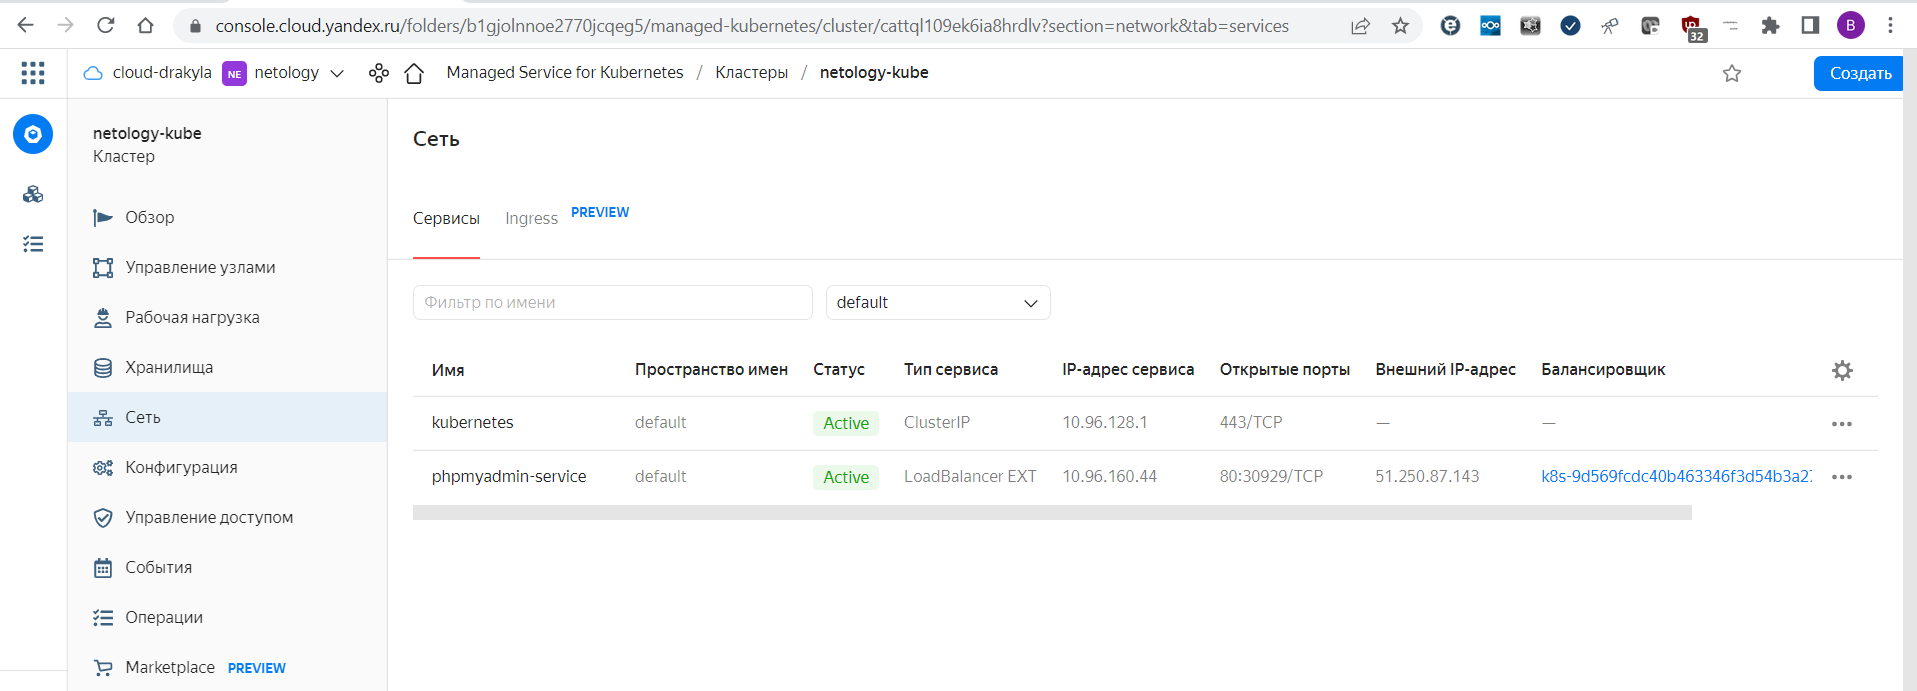 console.cloud.yandex.ru/folders/b1gjolnnoe2770jcqeg5/managed-kubernetes/cluster/cattql109ek6ia8hrdlv?section=network&tab=services
32
B
cloud-drakyla NE netology Managed Service for Kubernetes / Кластеры / netology-kube Создать
netology-kube
Кластер
Обзор
Управление узлами
Рабочая нагрузка
Хранилища
Сеть
Конфигурация
Управление доступом
События
Операции
Marketplace PREVIEW
Сеть
Сервисы Ingress PREVIEW
Фильтр по имени default
Имя Пространство имен Статус Тип сервиса IP-адрес сервиса Открытые порты Внешний IP-адрес Балансировщик
kubernetes default Active ClusterIP 10.96.128.1 443/TCP — —
phpmyadmin-service default Active LoadBalancer EXT 10.96.160.44 80:30929/TCP 51.250.87.143 k8s-9d569fcdc40b463346f3d54b3a2